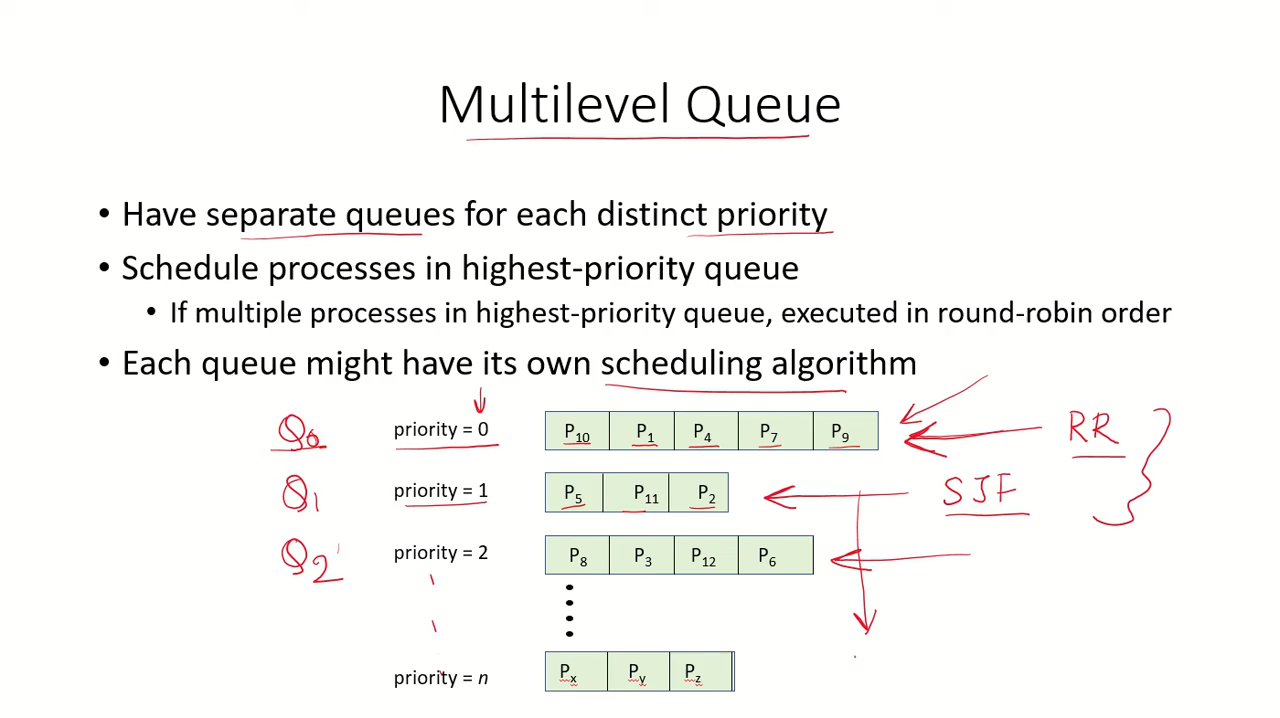 Multilevel Queue
• Have separate queues for each distinct priority
• Schedule processes in highest-priority queue
• If multiple processes in highest-priority queue, executed in round-robin order
• Each queue might have its own scheduling algorithm
Q0 priority = 0 P10 P1 P4 P7 P9 RR
Q1 priority = 1 P5 P11 P2 SJF
Q2 priority = 2 P8 P3 P12 P6
priority = n Px Py Pz